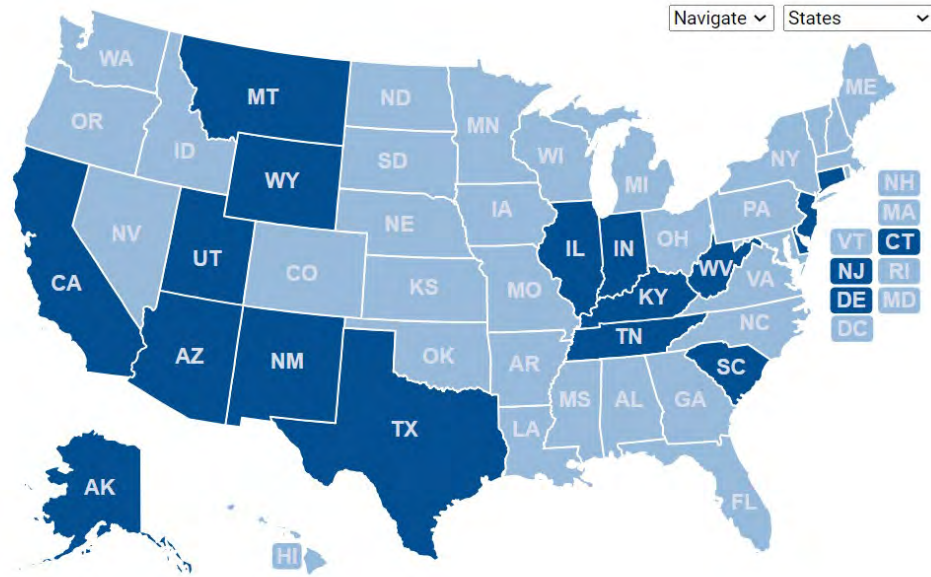 Navigate States
WA
MT
ND
MN
ME
OR
ID
SD
WI
NY
MI
WY
NH
IA
PA
MA
NE
NV
OH
VT CT
IL IN
UT
WV
CA
CO
NJ RI
KS
MO
VA
KY
DE MD
NC
DC
TN
AZ
NM
OK
AR
SC
MS AL GA
TX
LA
AK
FL
HI